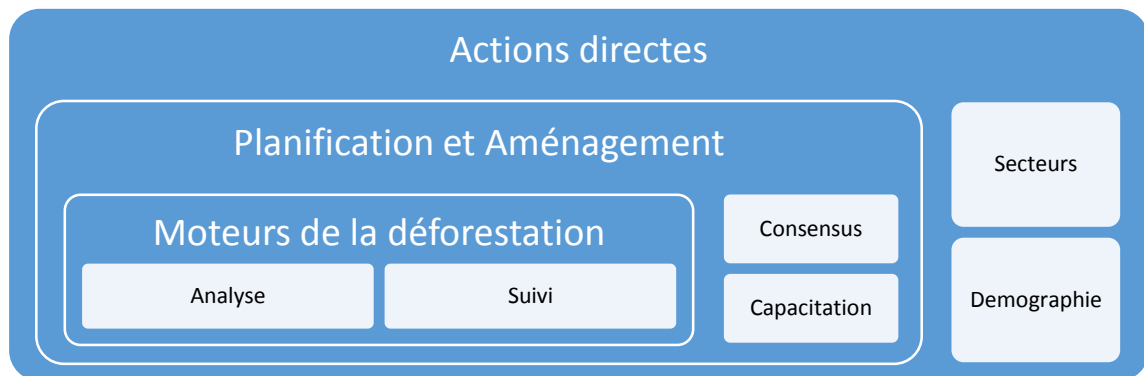 Actions directes
Planification et Aménagement
Moteurs de la déforestation
Analyse
Suivi
Consensus
Capacitation
Secteurs
Demographie